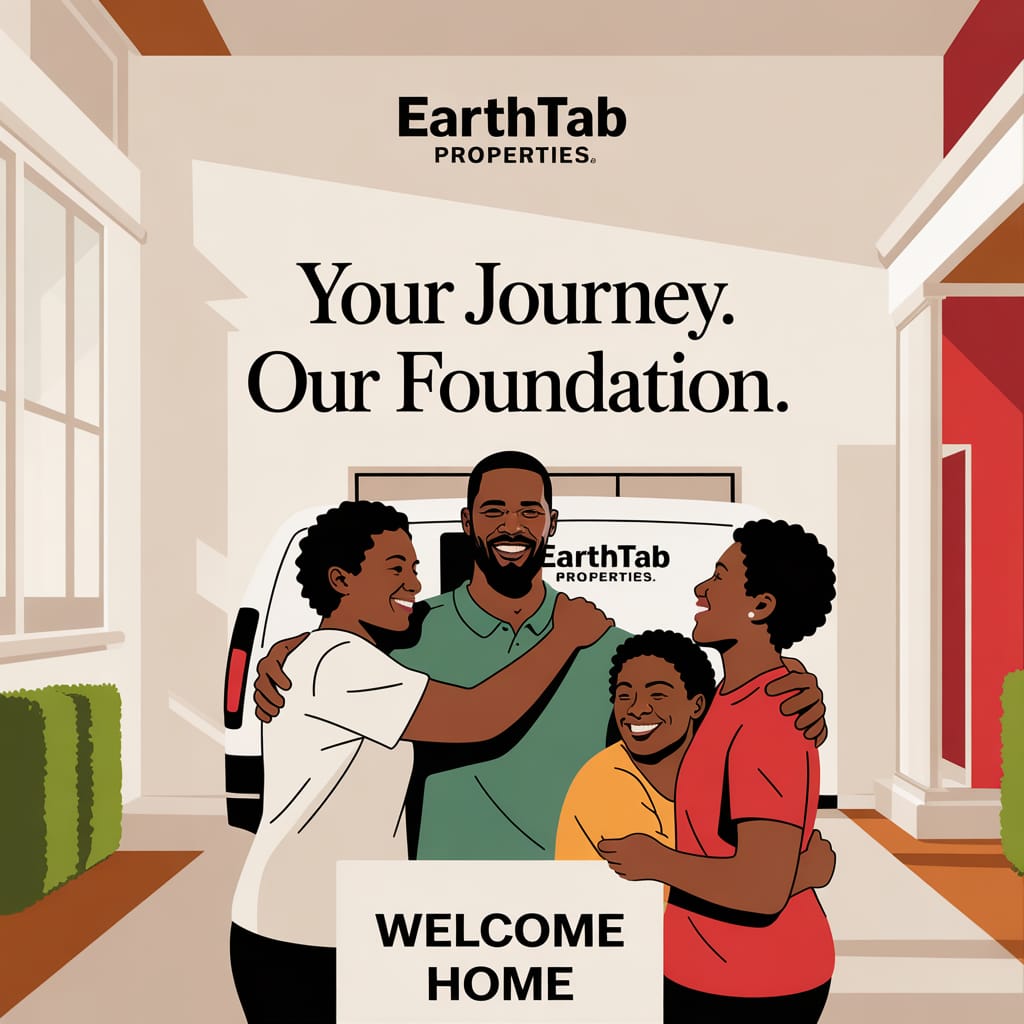 EarthTab
PROPERTIES.
Your Journey.
Our Foundation.
EarthTab
PROPERTIES.
WELCOME
HOME